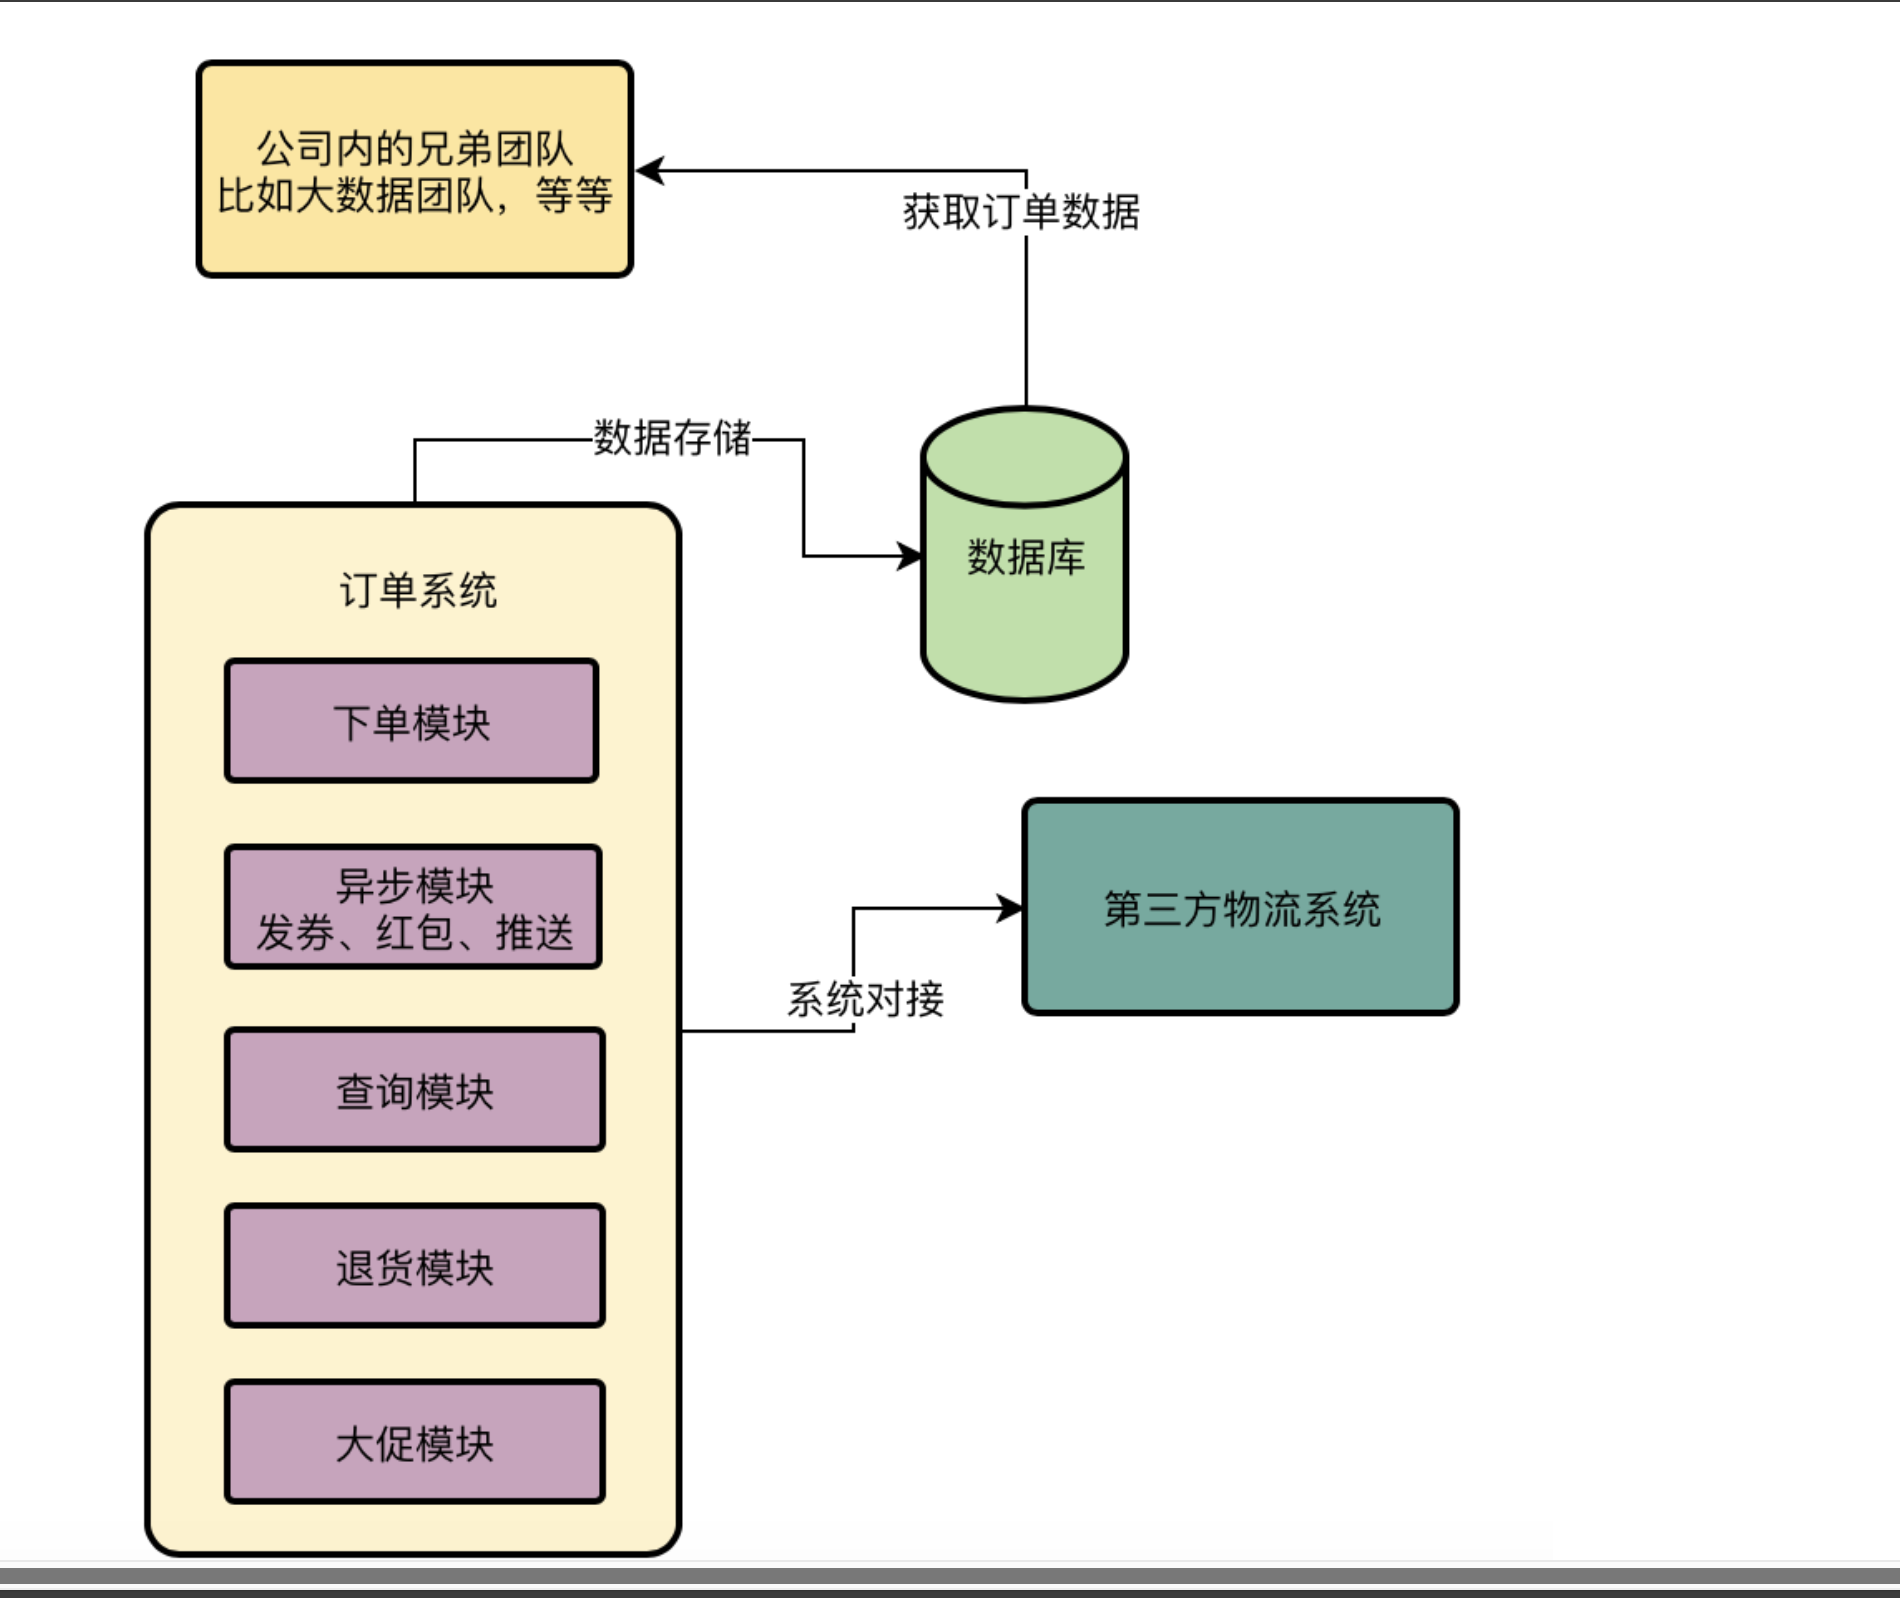 公司内的兄弟团队
比如大数据团队，等等
获取订单数据
数据存储
数据库
订单系统
下单模块
异步模块
发券、红包、推送
第三方物流系统
系统对接
查询模块
退货模块
大促模块